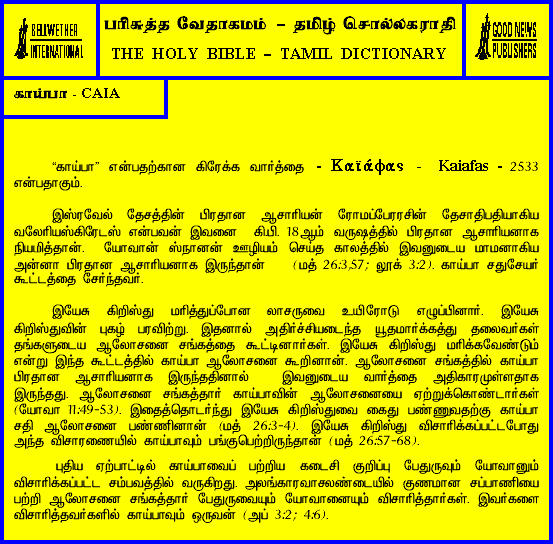 BELLWETHER
INTERNATIONAL
பரிசுத்த வேதாகமம் – தமிழ் சொல்லகராதி
THE HOLY BIBLE – TAMIL DICTIONARY
GOOD NEWS
PUBLISHERS
காய்பா - CAIA
“காய்பா” என்பதற்கான கிரேக்க வார்த்தை - Καϊάφας - Kaiafas - 2533
என்பதாகும்.
இஸ்ரவேல் தேசத்தின் பிரதான ஆசாரியன் ரோமப்பேரரசின் தேசாதிபதியாகிய
வலேரியஸ்கிரேடஸ் என்பவன் இவனை கி.பி. 18ஆம் வருஷத்தில் பிரதான ஆசாரியனாக
நியமித்தான். யோவான் ஸ்நானன் ஊழியம் செய்த காலத்தில் இவனுடைய மாமனாகிய
அன்னா பிரதான ஆசாரியனாக இருந்தான் (மத் 26:3,57; லூக் 3:2). காய்பா சதுசேயர்
கூட்டத்தை சேர்ந்தவர்.
இயேசு கிறிஸ்து மரித்துப்போன லாசருவை உயிரோடு எழுப்பினார். இயேசு
கிறிஸ்துவின் புகழ் பரவிற்று. இதனால் அதிர்ச்சியடைந்த யூதமார்க்கத்து தலைவர்கள்
தங்களுடைய ஆலோசனை சங்கத்தை கூட்டினார்கள். இயேசு கிறிஸ்து மரிக்கவேண்டும்
என்று இந்த கூட்டத்தில் காய்பா ஆலோசனை கூறினான். ஆலோசனை சங்கத்தில் காய்பா
பிரதான ஆசாரியனாக இருந்ததினால் இவனுடைய வார்த்தை அதிகாரமுள்ளதாக
இருந்தது. ஆலோசனை சங்கத்தார் காய்பாவின் ஆலோசனையை ஏற்றுக்கொண்டார்கள்
(யோவா 11:49-53). இதைத்தொடர்ந்து இயேசு கிறிஸ்துவை கைது பண்ணுவதற்கு காய்பா
சதி ஆலோசனை பண்ணினான் (மத் 26:3-4). இயேசு கிறிஸ்து விசாரிக்கப்பட்டபோது
அந்த விசாரணையில் காய்பாவும் பங்குபெற்றிருந்தான் (மத் 26:57-68).
புதிய ஏற்பாட்டில் காய்பாவைப் பற்றிய கடைசி குறிப்பு பேதுருவும் யோவானும்
விசாரிக்கப்பட்ட சம்பவத்தில் வருகிறது. அலங்காரவாசலண்டையில் குணமான சப்பாணியை
பற்றி ஆலோசனை சங்கத்தார் பேதுருவையும் யோவானையும் விசாரித்தார்கள். இவர்களை
விசாரித்தவர்களில் காய்பாவும் ஒருவன் (அப் 3:2; 4:6).